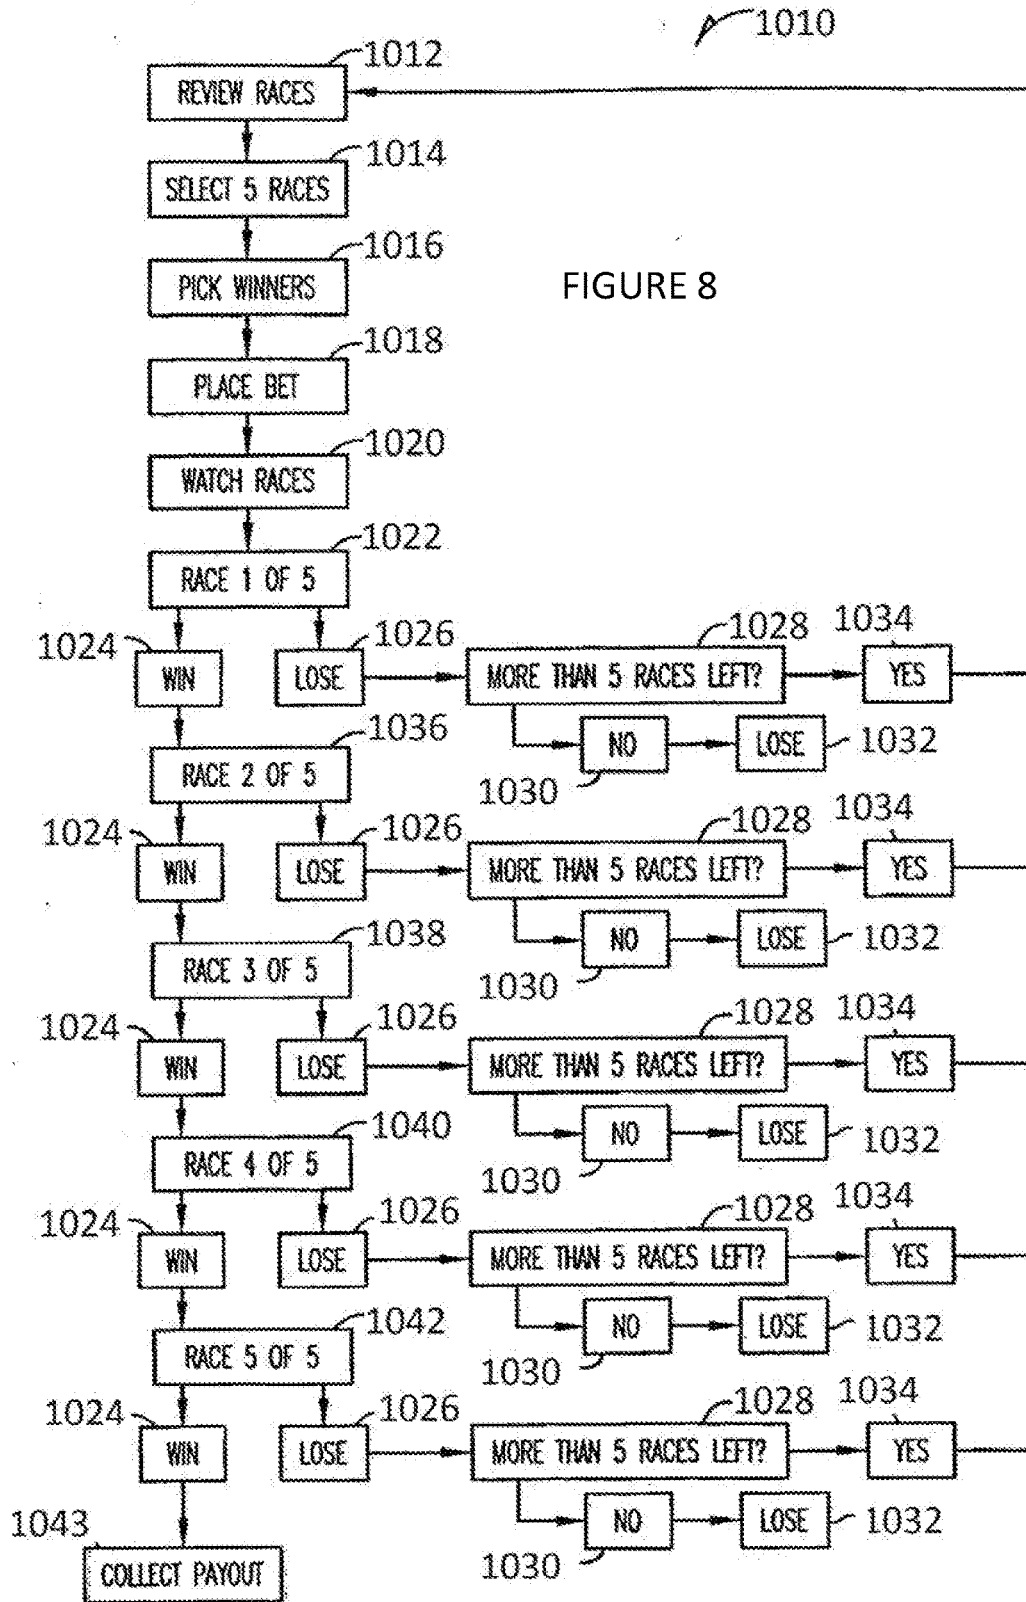 1010
1012
REVIEW RACES
1014
SELECT 5 RACES
1016
PICK WINNERS
FIGURE 8
1018
PLACE BET
1020
WATCH RACES
1022
RACE 1 OF 5
1024 1026 1028 1034
WIN LOSE MORE THAN 5 RACES LEFT? YES
1036 NO LOSE 1032
RACE 2 OF 5 1030
1024 1026 1028 1034
WIN LOSE MORE THAN 5 RACES LEFT? YES
1038 NO LOSE 1032
RACE 3 OF 5 1030
1024 1026 1028 1034
WIN LOSE MORE THAN 5 RACES LEFT? YES
1040 NO LOSE 1032
RACE 4 OF 5 1030
1024 1026 1028 1034
WIN LOSE MORE THAN 5 RACES LEFT? YES
1042 NO LOSE 1032
RACE 5 OF 5 1030
1024 1026 1028 1034
WIN LOSE MORE THAN 5 RACES LEFT? YES
NO LOSE 1032
1043 1030
COLLECT PAYOUT